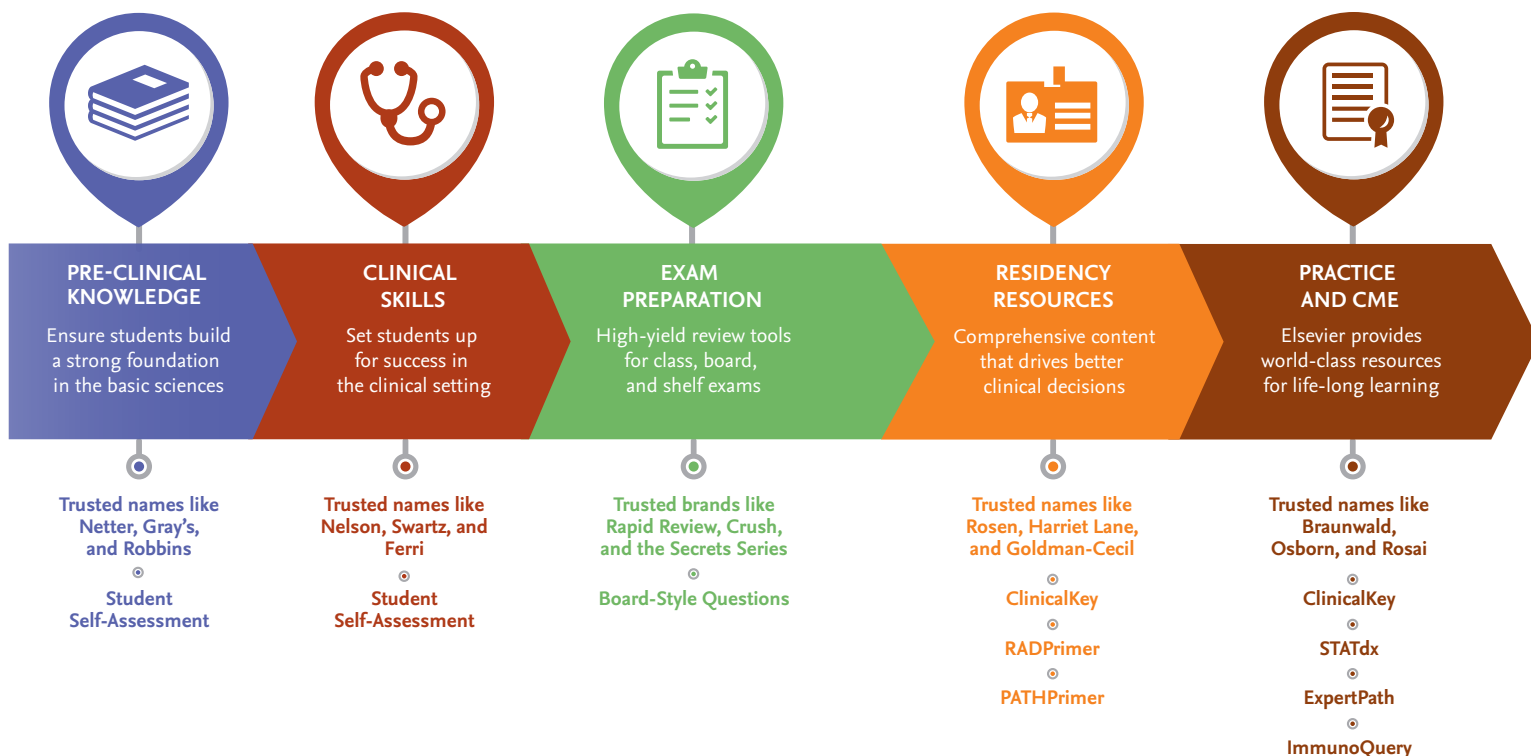 PRE-CLINICAL
KNOWLEDGE
Ensure students build
a strong foundation
in the basic sciences
Trusted names like
Netter, Gray's,
and Robbins
Student
Self-Assessment
CLINICAL
SKILLS
Set students up
for success in
the clinical setting
Trusted names like
Nelson, Swartz, and
Ferri
Student
Self-Assessment
EXAM
PREPARATION
High-yield review tools
for class, board,
and shelf exams
Trusted brands like
Rapid Review, Crush,
and the Secrets Series
Board-Style Questions
RESIDENCY
RESOURCES
Comprehensive content
that drives better
clinical decisions
Trusted names like
Rosen, Harriet Lane,
and Goldman-Cecil
ClinicalKey
RADPrimer
PATHPrimer
PRACTICE
AND CME
Elsevier provides
world-class resources
for life-long learning
Trusted names like
Braunwald,
Osborn, and Rosai
ClinicalKey
STATdx
ExpertPath
ImmunoQuery